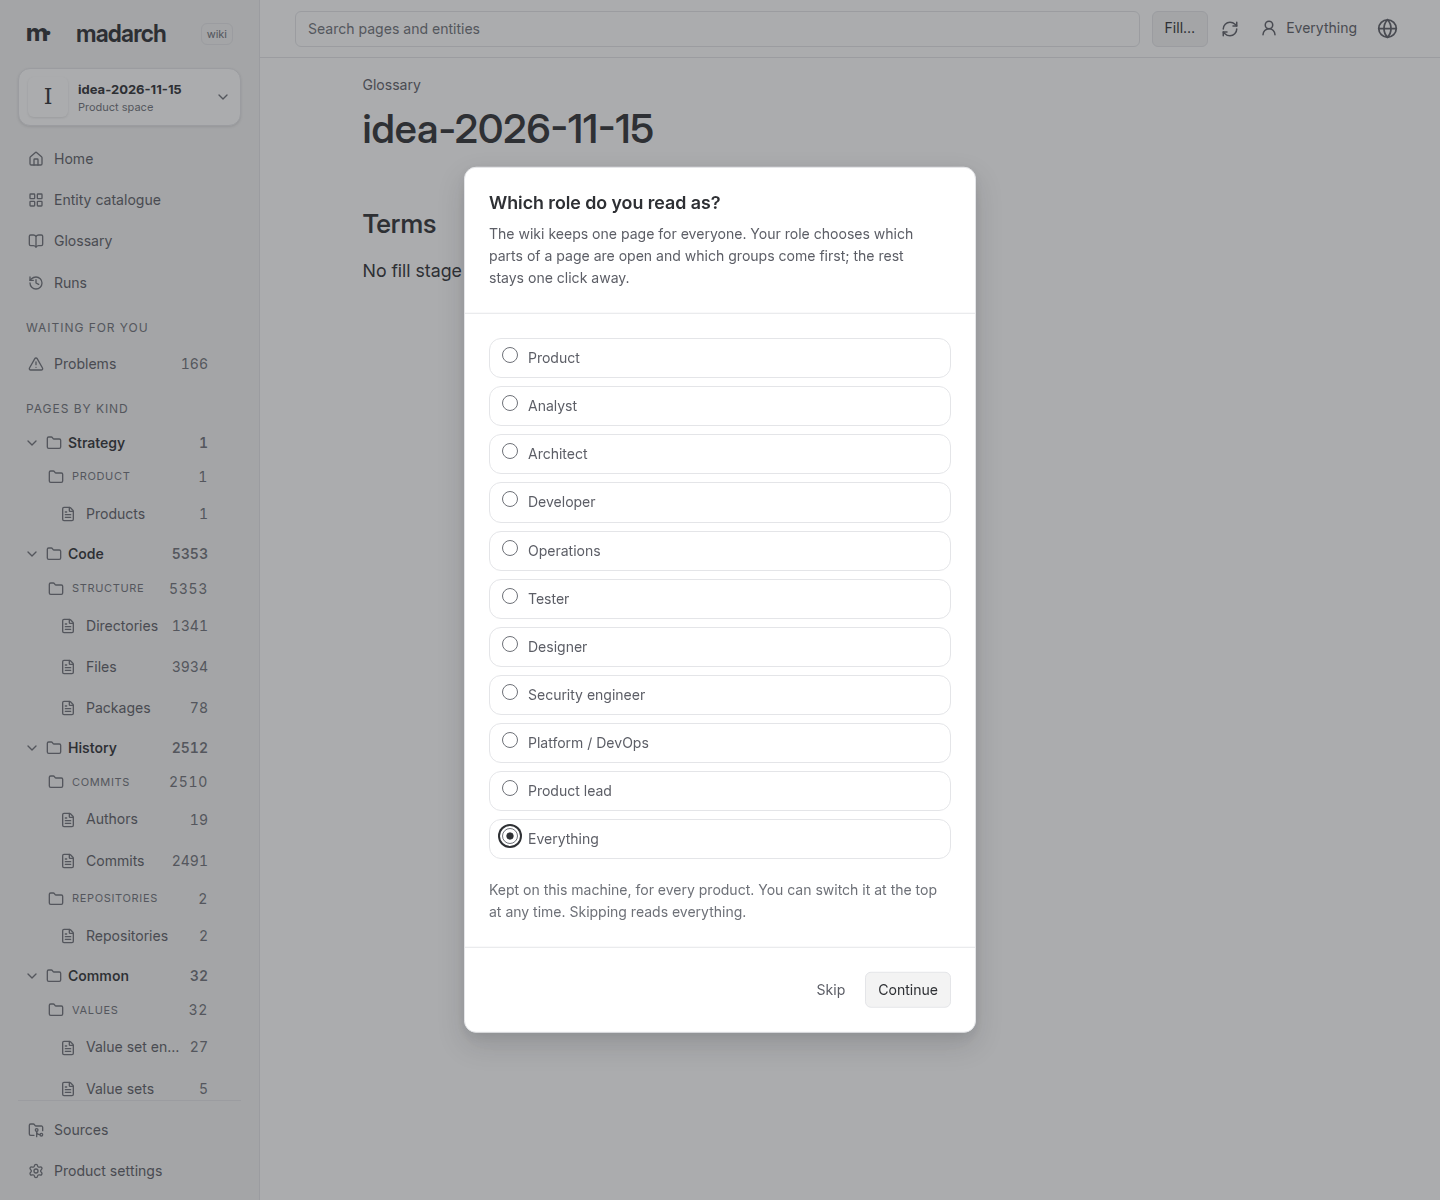 m·
madarch
wiki
I
idea-2026-11-15
Product space
Home
Entity catalogue
Glossary
Runs
WAITING FOR YOU
Problems 166
PAGES BY KIND
Strategy 1
PRODUCT 1
Products 1
Code 5353
STRUCTURE 5353
Directories 1341
Files 3934
Packages 78
History 2512
COMMITS 2510
Authors 19
Commits 2491
REPOSITORIES 2
Repositories 2
Common 32
VALUES 32
Value set en... 27
Value sets 5
Sources
Product settings
Search pages and entities
Fill...
Everything
Glossary
idea-2026-11-15
Terms
No fill stage
Which role do you read as?
The wiki keeps one page for everyone. Your role chooses which
parts of a page are open and which groups come first; the rest
stays one click away.
Product
Analyst
Architect
Developer
Operations
Tester
Designer
Security engineer
Platform / DevOps
Product lead
Everything
Kept on this machine, for every product. You can switch it at the top
at any time. Skipping reads everything.
Skip
Continue